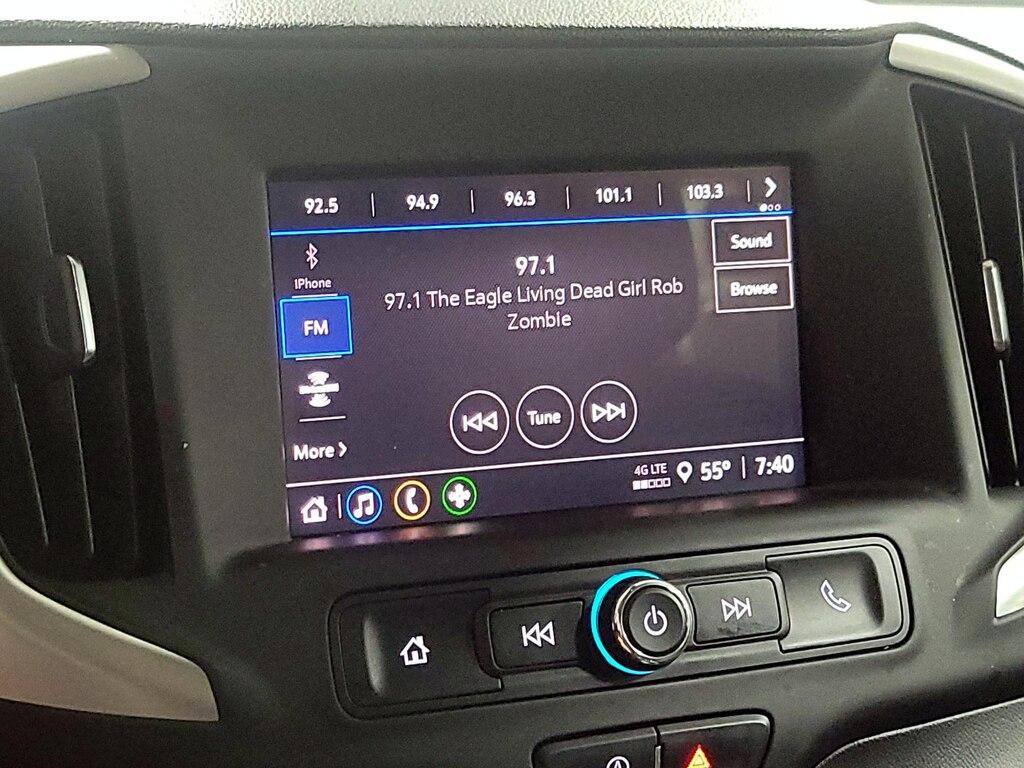 92.5 | 94.9 | 96.3 | 101.1 | 103.3
iPhone
Sound
97.1
97.1 The Eagle Living Dead Girl Rob
Zombie
Browse
FM
Tune
More
4G LTE
55° | 7:40